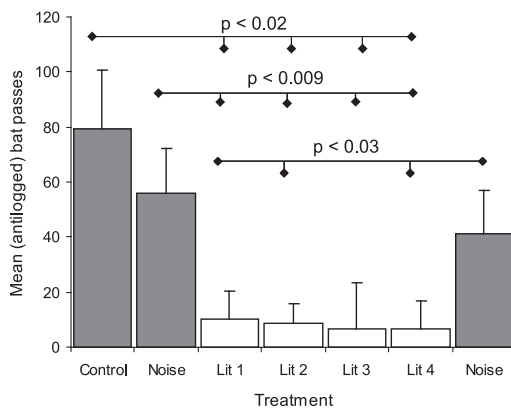 p < 0.02
p < 0.009
p < 0.03
Mean (antilogged) bat passes
120
100
80
60
40
20
0
Control Noise Lit 1 Lit 2 Lit 3 Lit 4 Noise
Treatment